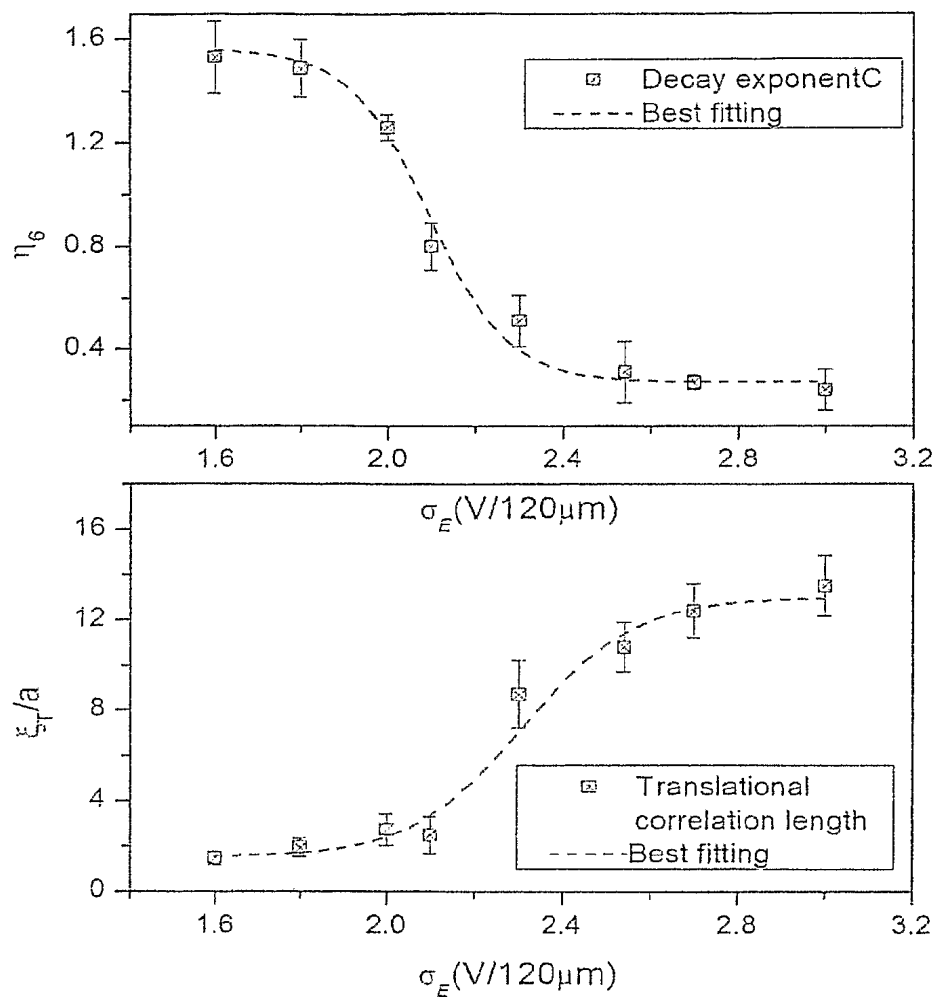 1.6
1.2
0.8
0.4
η6
Decay exponentC
Best fitting
1.6 2.0 2.4 2.8 3.2
σE(V/120μm)
16
12
8
4
0
ξT/a
Translational
correlation length
Best fitting
1.6 2.0 2.4 2.8 3.2
σE(V/120μm)